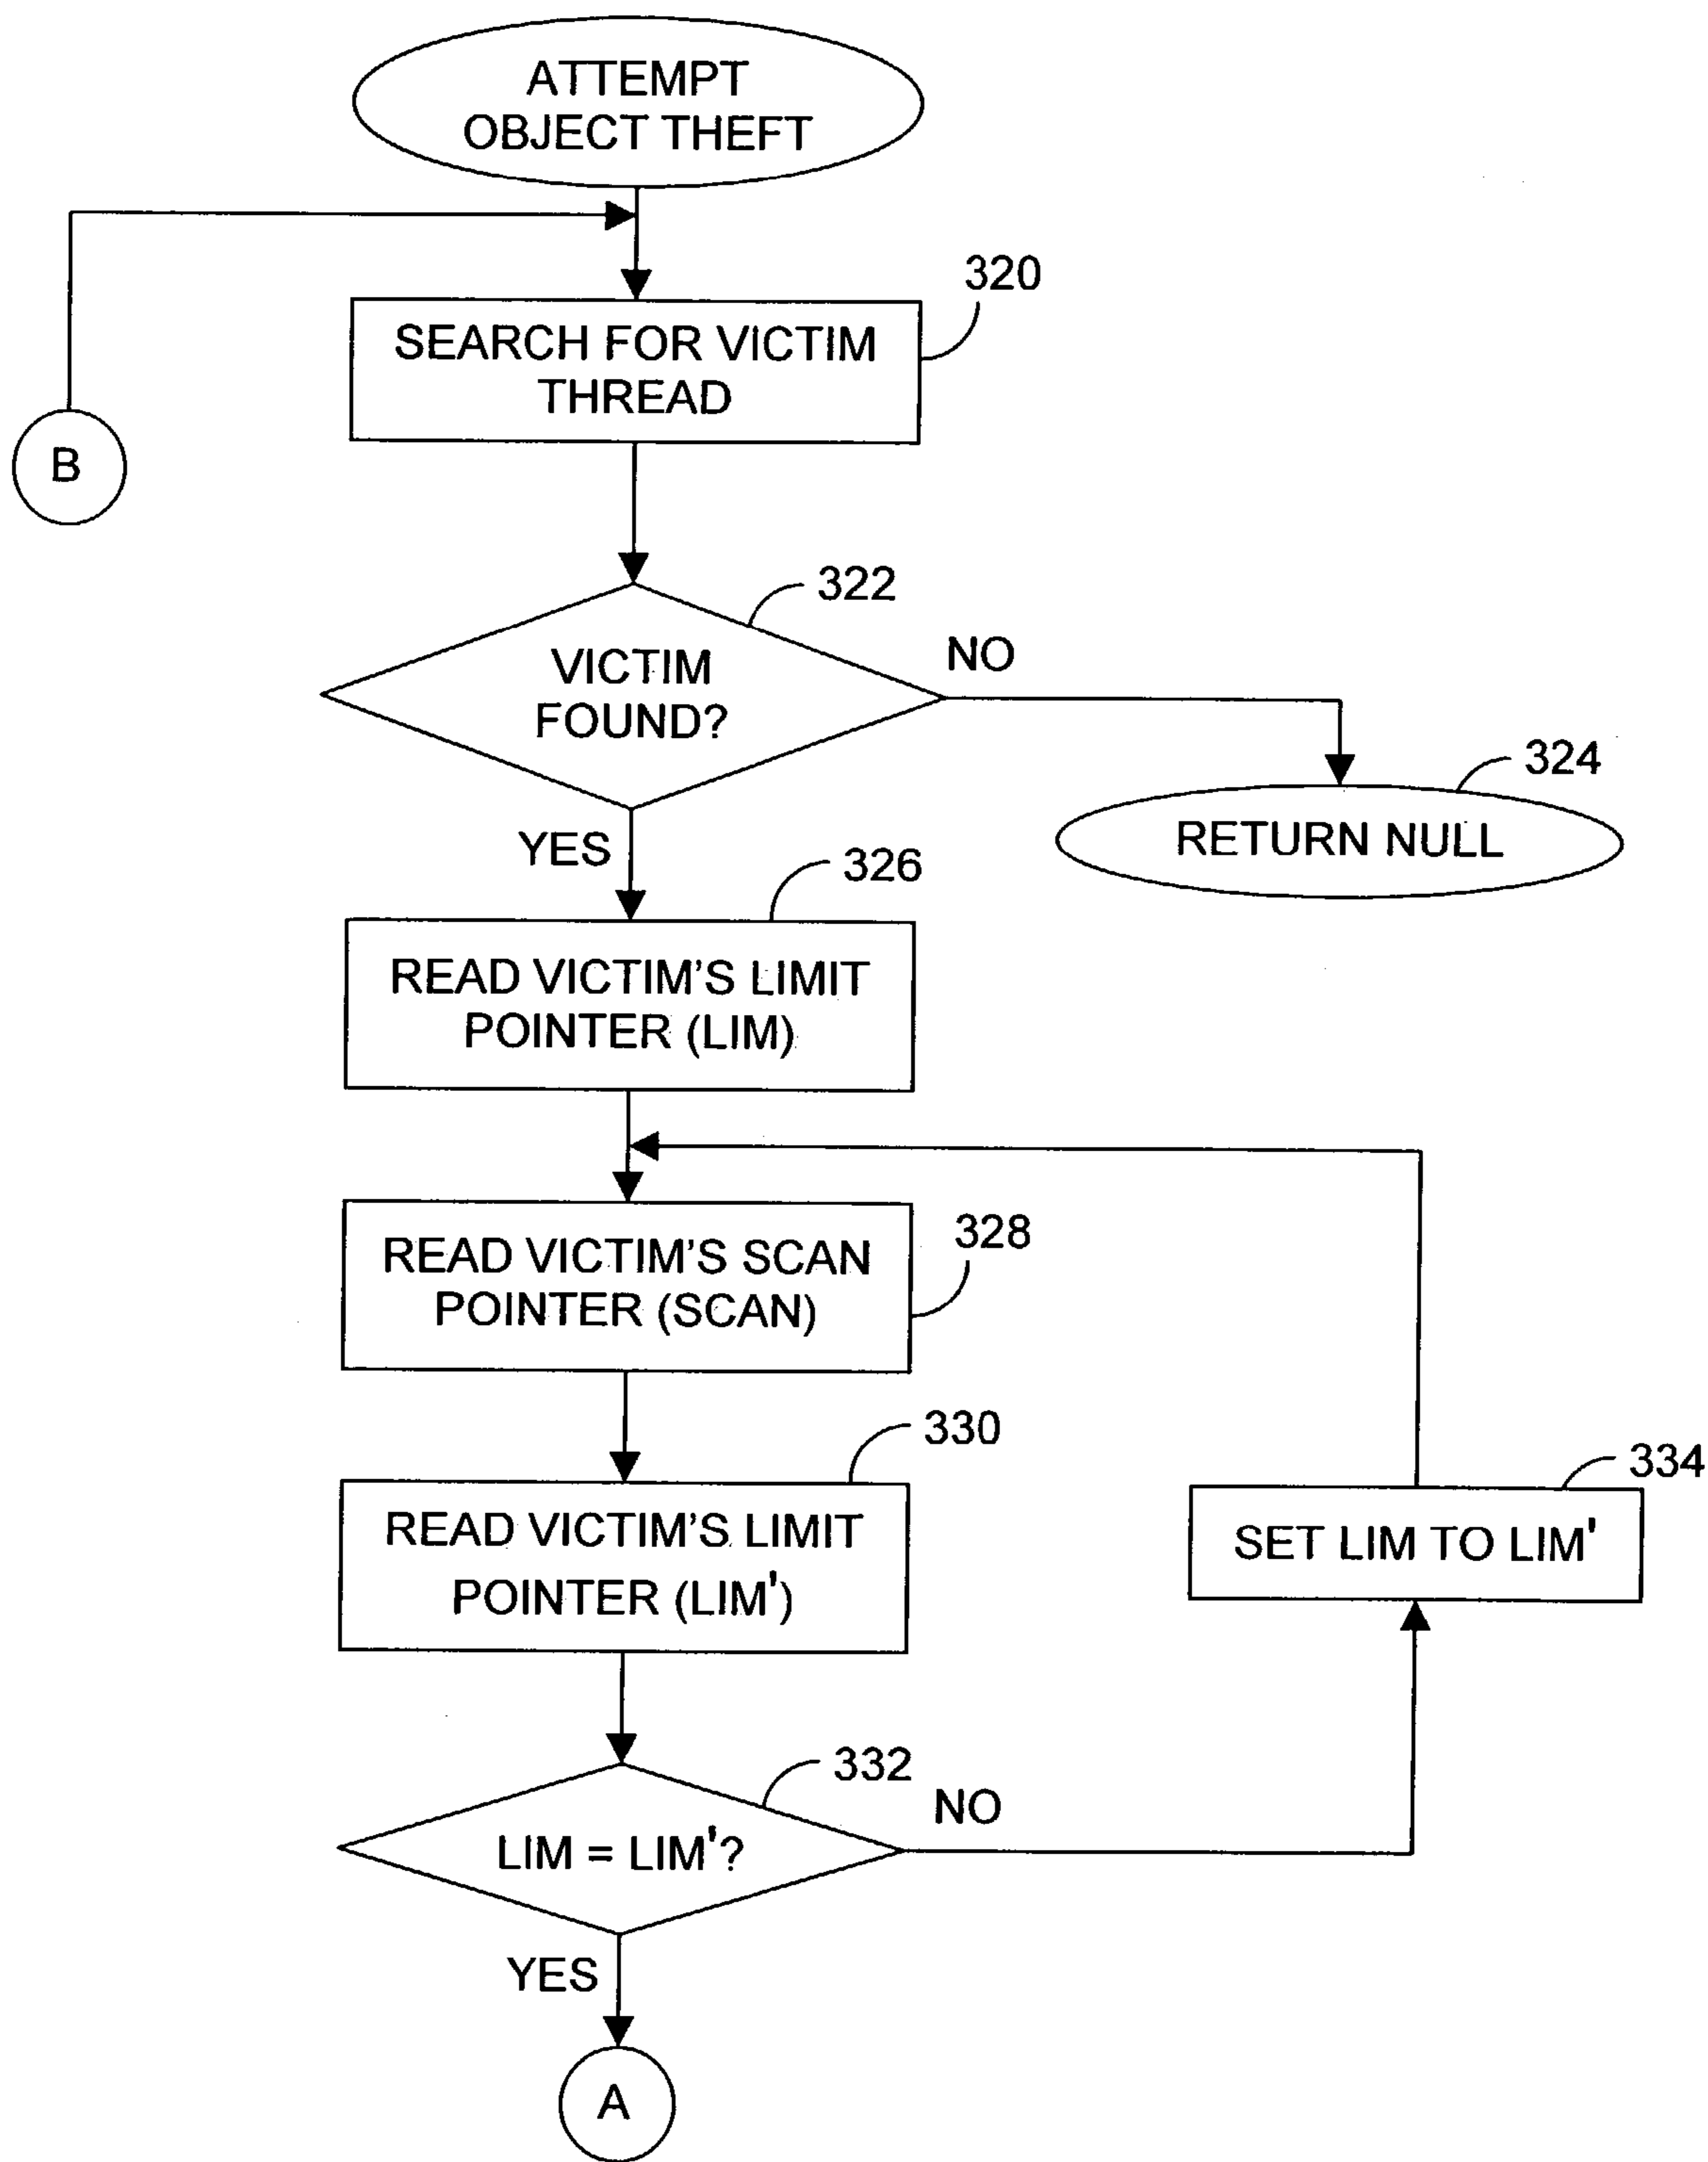 ATTEMPT
OBJECT THEFT
320
SEARCH FOR VICTIM
THREAD
B
322
VICTIM
FOUND?
NO
324
RETURN NULL
YES
326
READ VICTIM'S LIMIT
POINTER (LIM)
328
READ VICTIM'S SCAN
POINTER (SCAN)
330
READ VICTIM'S LIMIT
POINTER (LIM')
334
SET LIM TO LIM'
332
LIM = LIM'?
NO
YES
A